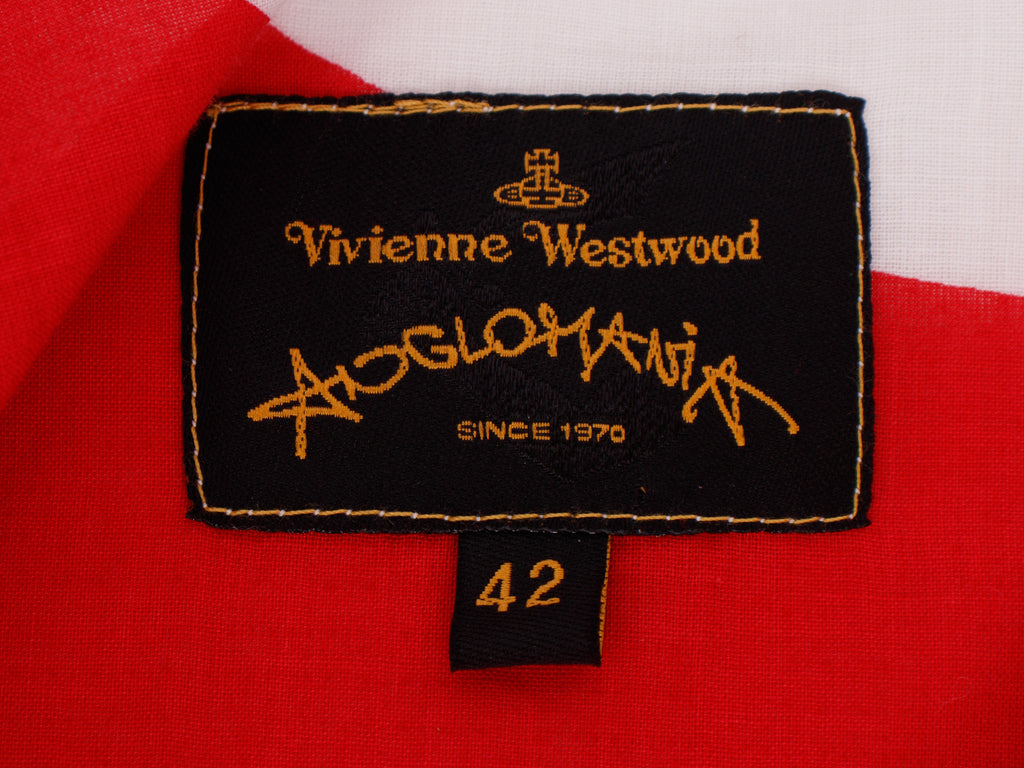 Vivienne Westwood
ANGLOMANIA
SINCE 1970
42